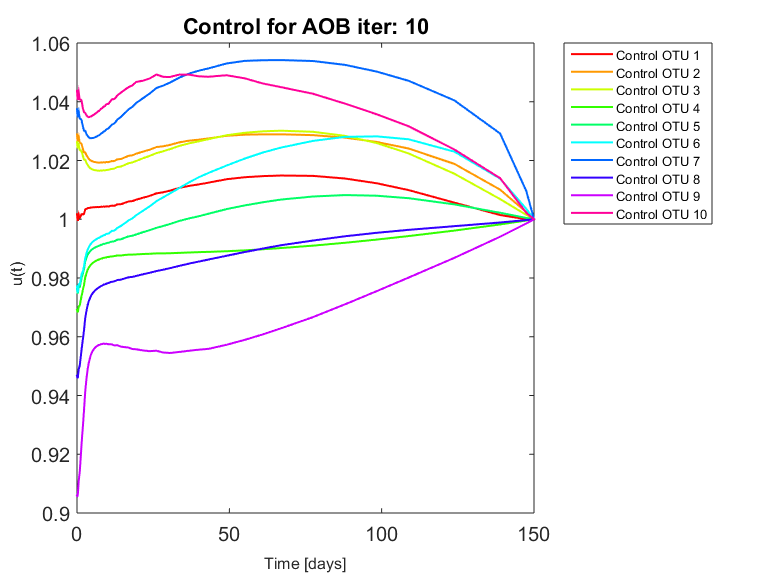 Control for AOB iter: 10
1.06
1.04
1.02
1
0.98
0.96
0.94
0.92
0.9
u(t)
0 50 100 150
Time [days]
Control OTU 1
Control OTU 2
Control OTU 3
Control OTU 4
Control OTU 5
Control OTU 6
Control OTU 7
Control OTU 8
Control OTU 9
Control OTU 10